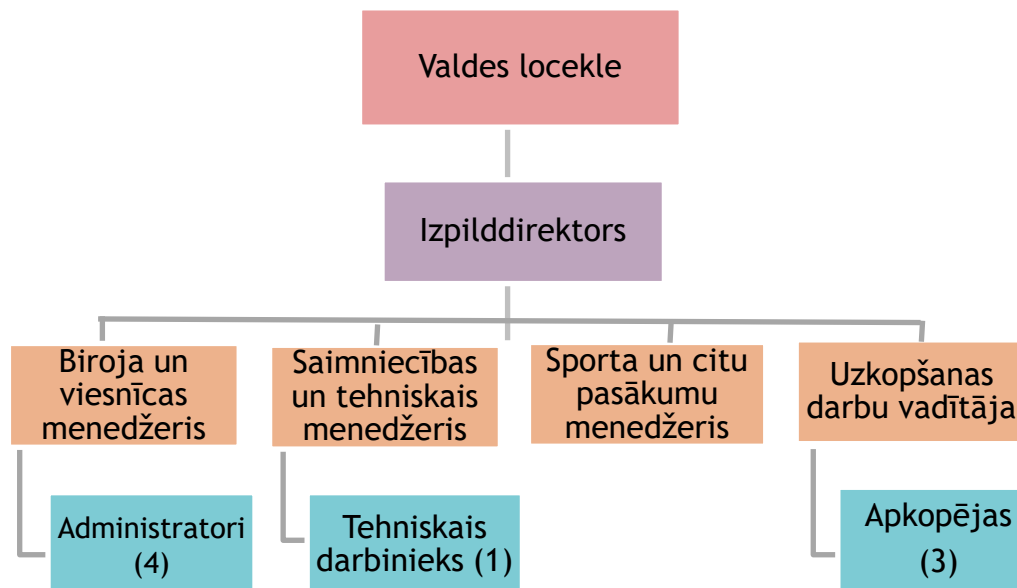 Valdes locekle
Izpilddirektors
Biroja un
viesnīcas
menedžeris
Saimniecības
un tehniskais
menedžeris
Sporta un citu
pasākumu
menedžeris
Uzkopšanas
darbu vadītāja
Administratori
(4)
Tehniskais
darbinieks (1)
Apkopējas
(3)